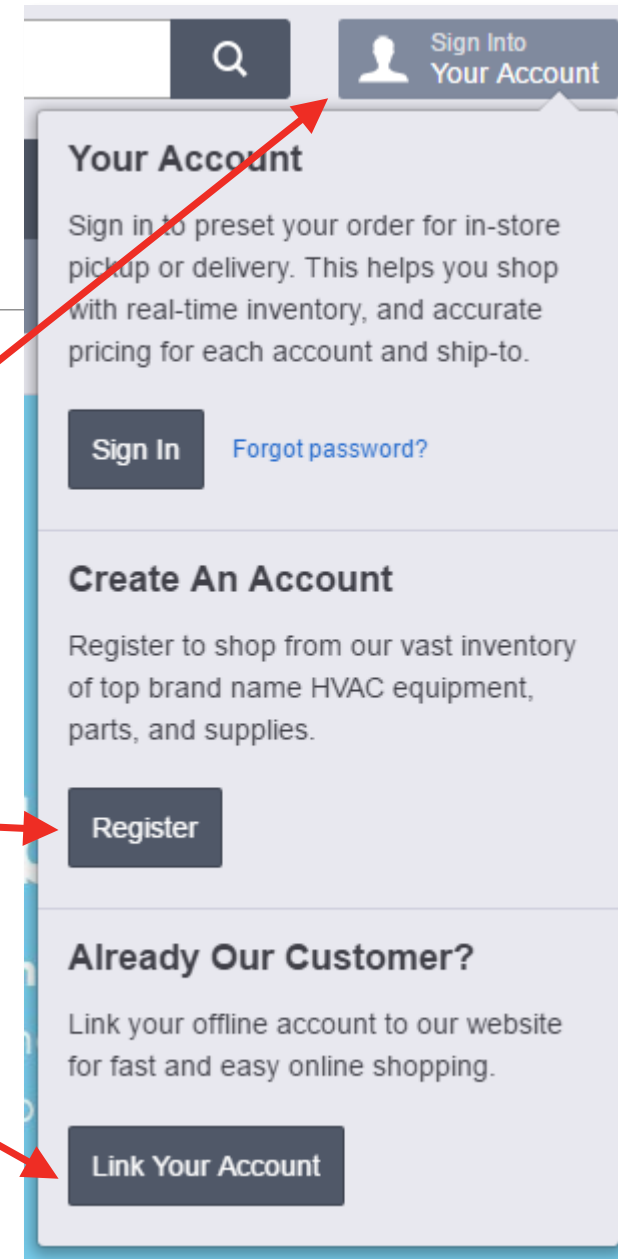 Sign Into
Your Account
Your Account
Sign in to preset your order for in-store
pickup or delivery. This helps you shop
with real-time inventory, and accurate
pricing for each account and ship-to.
Sign In
Forgot password?
Create An Account
Register to shop from our vast inventory
of top brand name HVAC equipment,
parts, and supplies.
Register
Already Our Customer?
Link your offline account to our website
for fast and easy online shopping.
Link Your Account